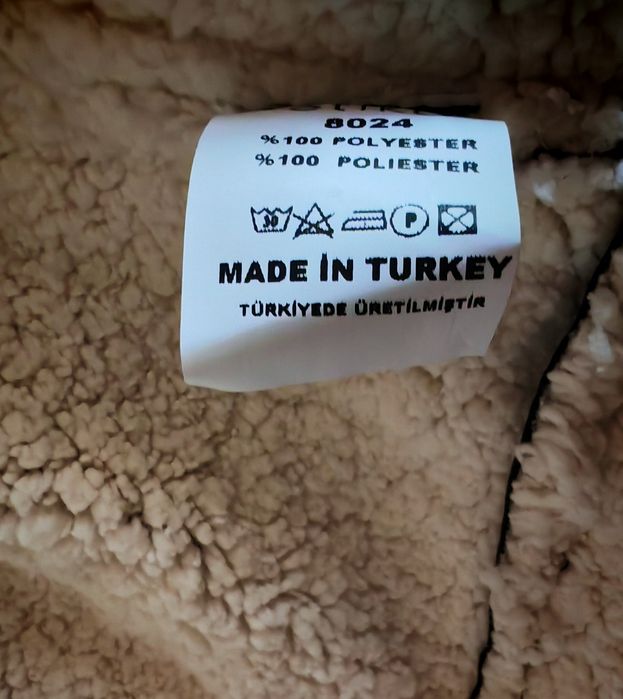 8024
%100 POLYESTER
%100 POLIESTER
30 P
MADE İN TURKEY
TÜRKİYEDE ÜRETİLMİŞTİR